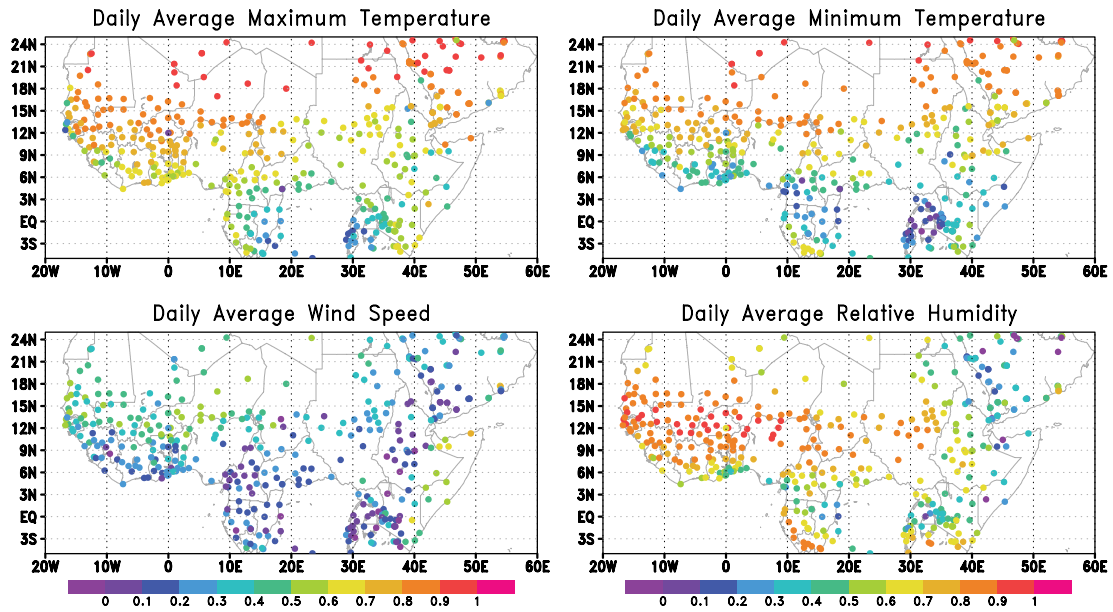 Daily Average Maximum Temperature
24N
21N
18N
15N
12N
9N
6N
3N
EQ
3S
20W 10W 0 10E 20E 30E 40E 50E 60E
Daily Average Minimum Temperature
24N
21N
18N
15N
12N
9N
6N
3N
EQ
3S
20W 10W 0 10E 20E 30E 40E 50E 60E
Daily Average Wind Speed
24N
21N
18N
15N
12N
9N
6N
3N
EQ
3S
20W 10W 0 10E 20E 30E 40E 50E 60E
0 0.1 0.2 0.3 0.4 0.5 0.6 0.7 0.8 0.9 1
Daily Average Relative Humidity
24N
21N
18N
15N
12N
9N
6N
3N
EQ
3S
20W 10W 0 10E 20E 30E 40E 50E 60E
0 0.1 0.2 0.3 0.4 0.5 0.6 0.7 0.8 0.9 1